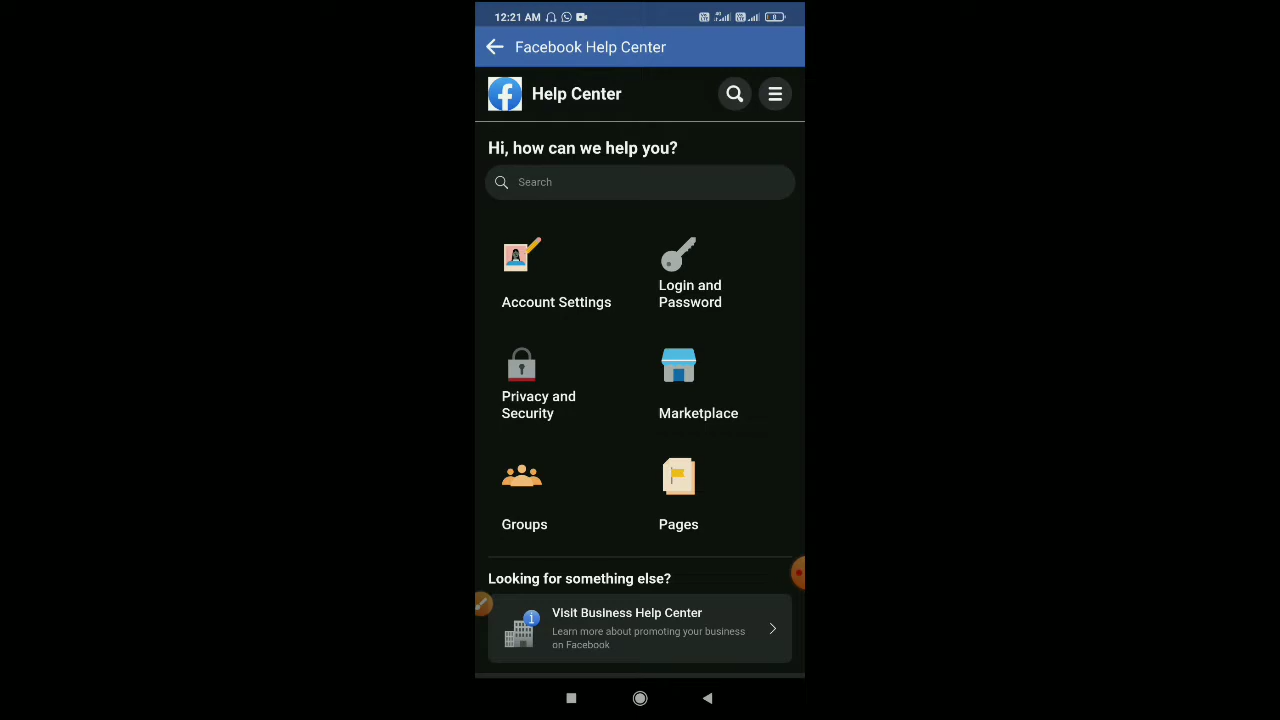 12:21 AM
Facebook Help Center
Help Center
Hi, how can we help you?
Search
Account Settings
Login and
Password
Privacy and
Security
Marketplace
Groups
Pages
Looking for something else?
Visit Business Help Center
Learn more about promoting your business
on Facebook